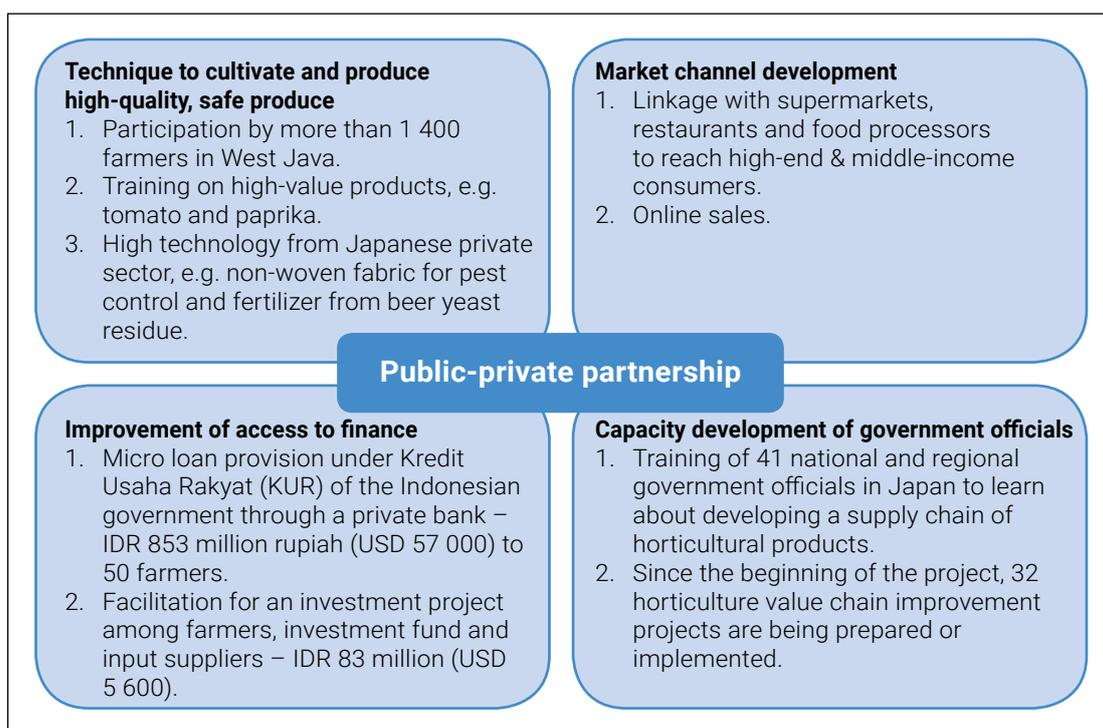 Technique to cultivate and produce
high-quality, safe produce
1. Participation by more than 1 400
farmers in West Java.
2. Training on high-value products, e.g.
tomato and paprika.
3. High technology from Japanese private
sector, e.g. non-woven fabric for pest
control and fertilizer from beer yeast
residue.
Market channel development
1. Linkage with supermarkets,
restaurants and food processors
to reach high-end & middle-income
consumers.
2. Online sales.
Public-private partnership
Improvement of access to finance
1. Micro loan provision under Kredit
Usaha Rakyat (KUR) of the Indonesian
government through a private bank –
IDR 853 million rupiah (USD 57 000) to
50 farmers.
2. Facilitation for an investment project
among farmers, investment fund and
input suppliers – IDR 83 million (USD
5 600).
Capacity development of government officials
1. Training of 41 national and regional
government officials in Japan to learn
about developing a supply chain of
horticultural products.
2. Since the beginning of the project, 32
horticulture value chain improvement
projects are being prepared or
implemented.